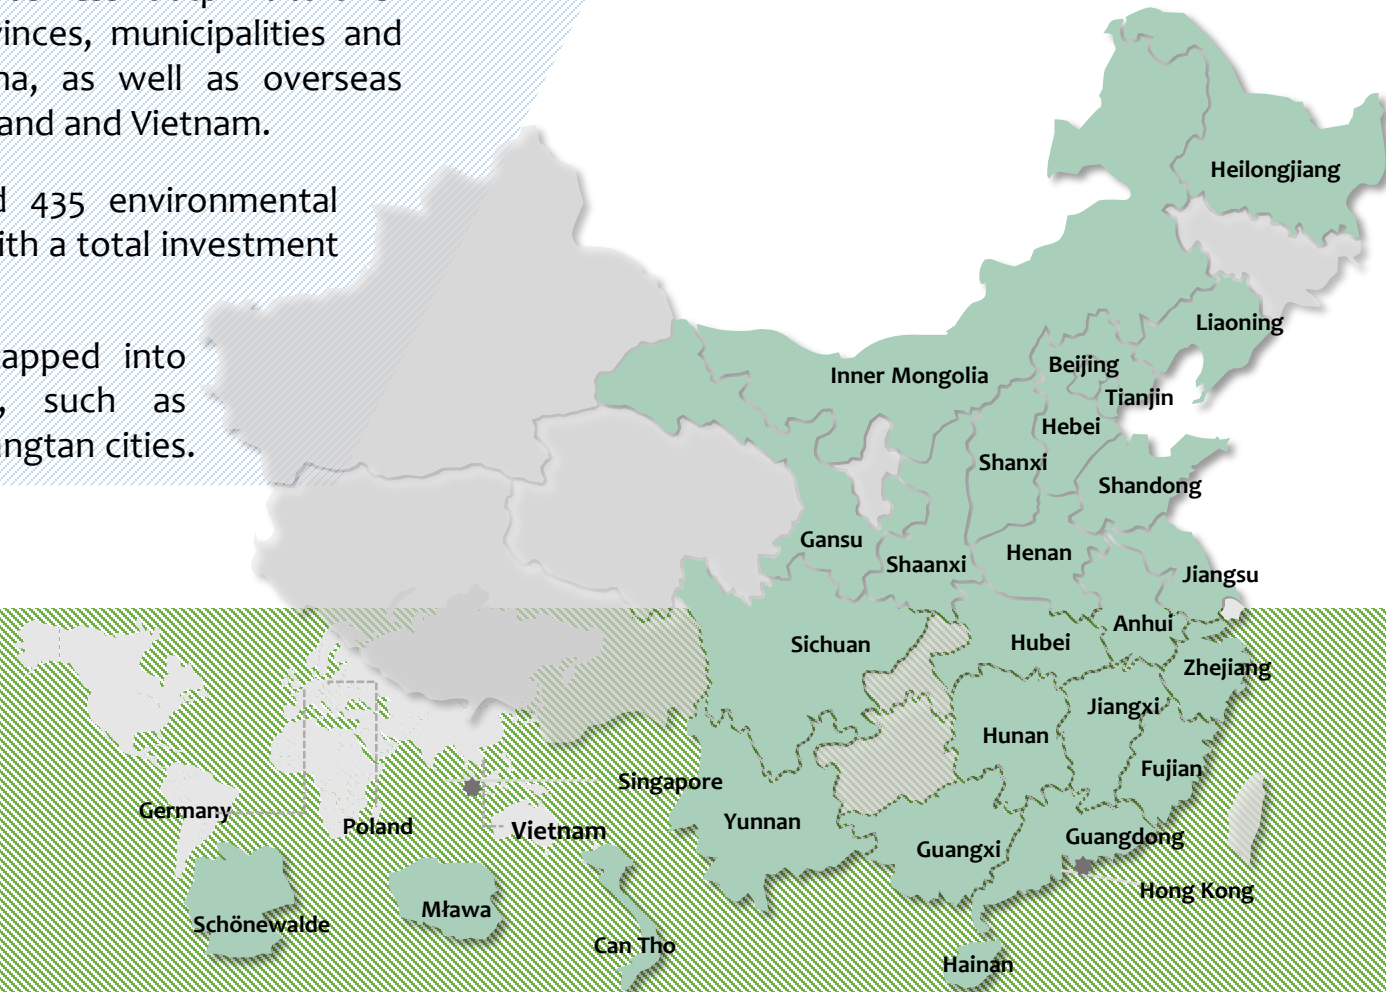 vinces, municipalities and
na, as well as overseas
and and Vietnam.
d 435 environmental
ith a total investment
apped into
, such as
angtan cities.
Heilongjiang
Liaoning
Inner Mongolia
Beijing
Tianjin
Hebei
Shanxi
Shandong
Gansu
Shaanxi
Henan
Jiangsu
Anhui
Sichuan
Hubei
Zhejiang
Jiangxi
Hunan
Fujian
Singapore
Germany
Poland
Vietnam
Yunnan
Guangxi
Guangdong
Hong Kong
Schönewalde
Mława
Can Tho
Hainan